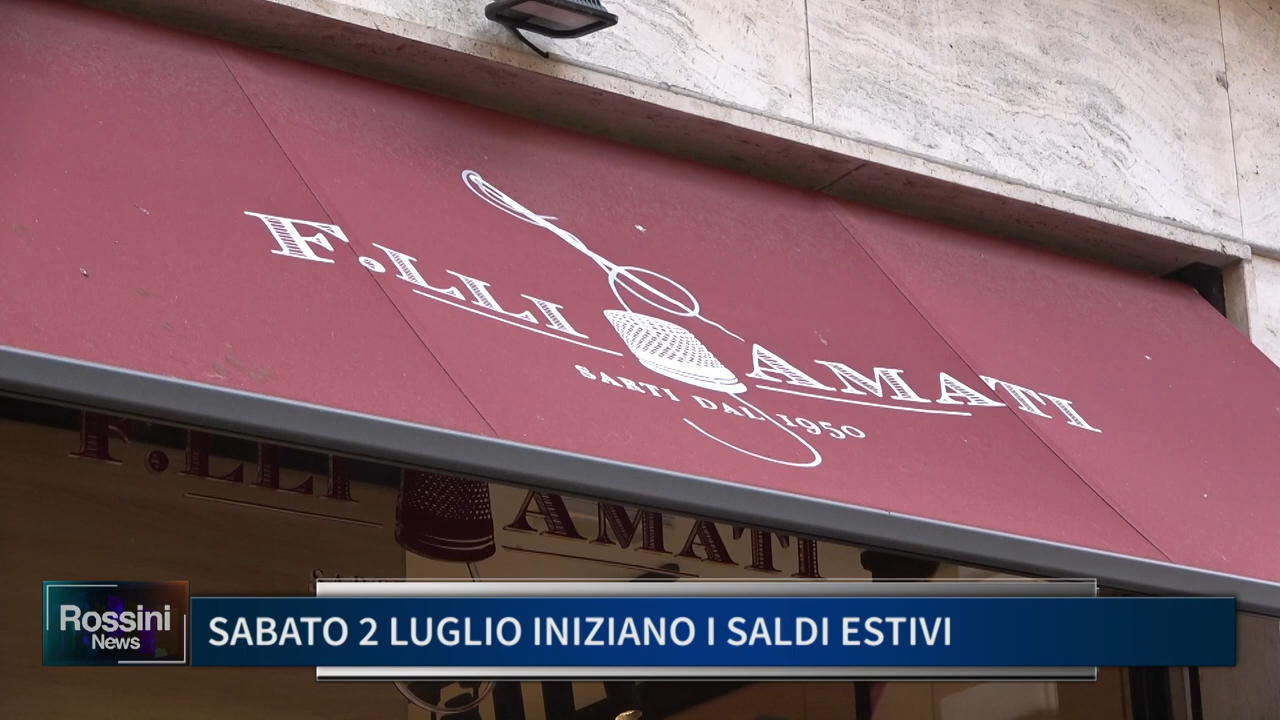 F.LLI AMATI
SARTI DAL 1950
F.LLI AMATI
Rossini
News
SABATO 2 LUGLIO INIZIANO I SALDI ESTIVI